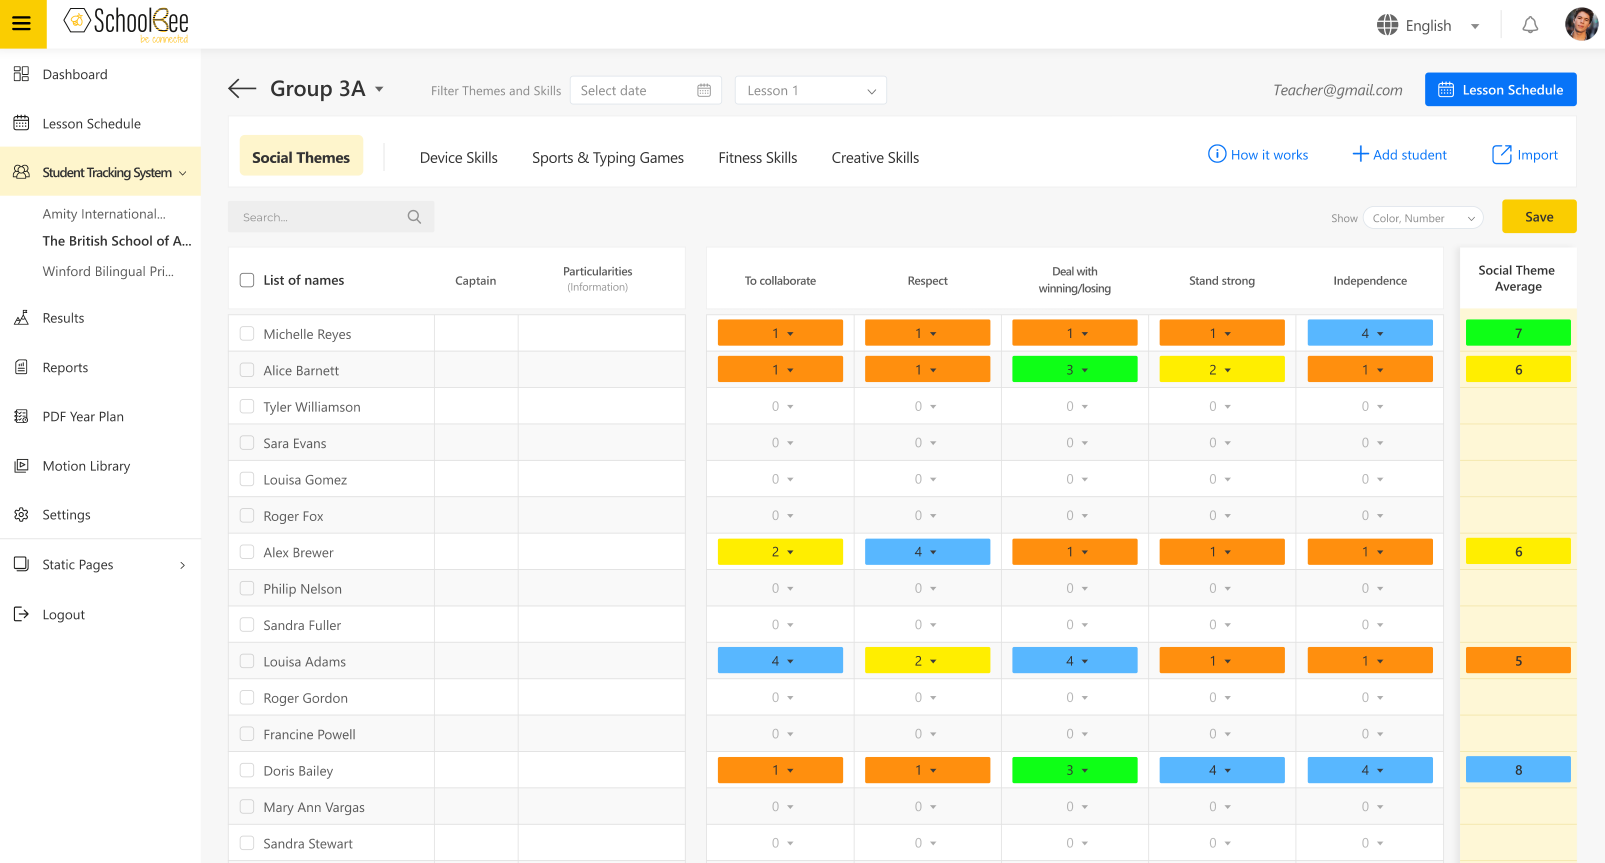 SchoolBee
be connected
English
Dashboard
Lesson Schedule
Student Tracking System
Amity International...
The British School of A...
Winford Bilingual Pri...
Results
Reports
PDF Year Plan
Motion Library
Settings
Static Pages
Logout
Group 3A
Filter Themes and Skills
Select date
Lesson 1
Teacher@gmail.com
Lesson Schedule
Social Themes
Device Skills
Sports & Typing Games
Fitness Skills
Creative Skills
How it works
Add student
Import
Search...
Show
Color, Number
Save
List of names
Captain
Particularities
(Information)
To collaborate
Respect
Deal with
winning/losing
Stand strong
Independence
Social Theme
Average
Michelle Reyes 1 1 1 1 4 7
Alice Barnett 1 1 3 2 1 6
Tyler Williamson 0 0 0 0 0
Sara Evans 0 0 0 0 0
Louisa Gomez 0 0 0 0 0
Roger Fox 0 0 0 0 0
Alex Brewer 2 4 1 1 1 6
Philip Nelson 0 0 0 0 0
Sandra Fuller 0 0 0 0 0
Louisa Adams 4 2 4 1 1 5
Roger Gordon 0 0 0 0 0
Francine Powell 0 0 0 0 0
Doris Bailey 1 1 3 4 4 8
Mary Ann Vargas 0 0 0 0 0
Sandra Stewart 0 0 0 0 0